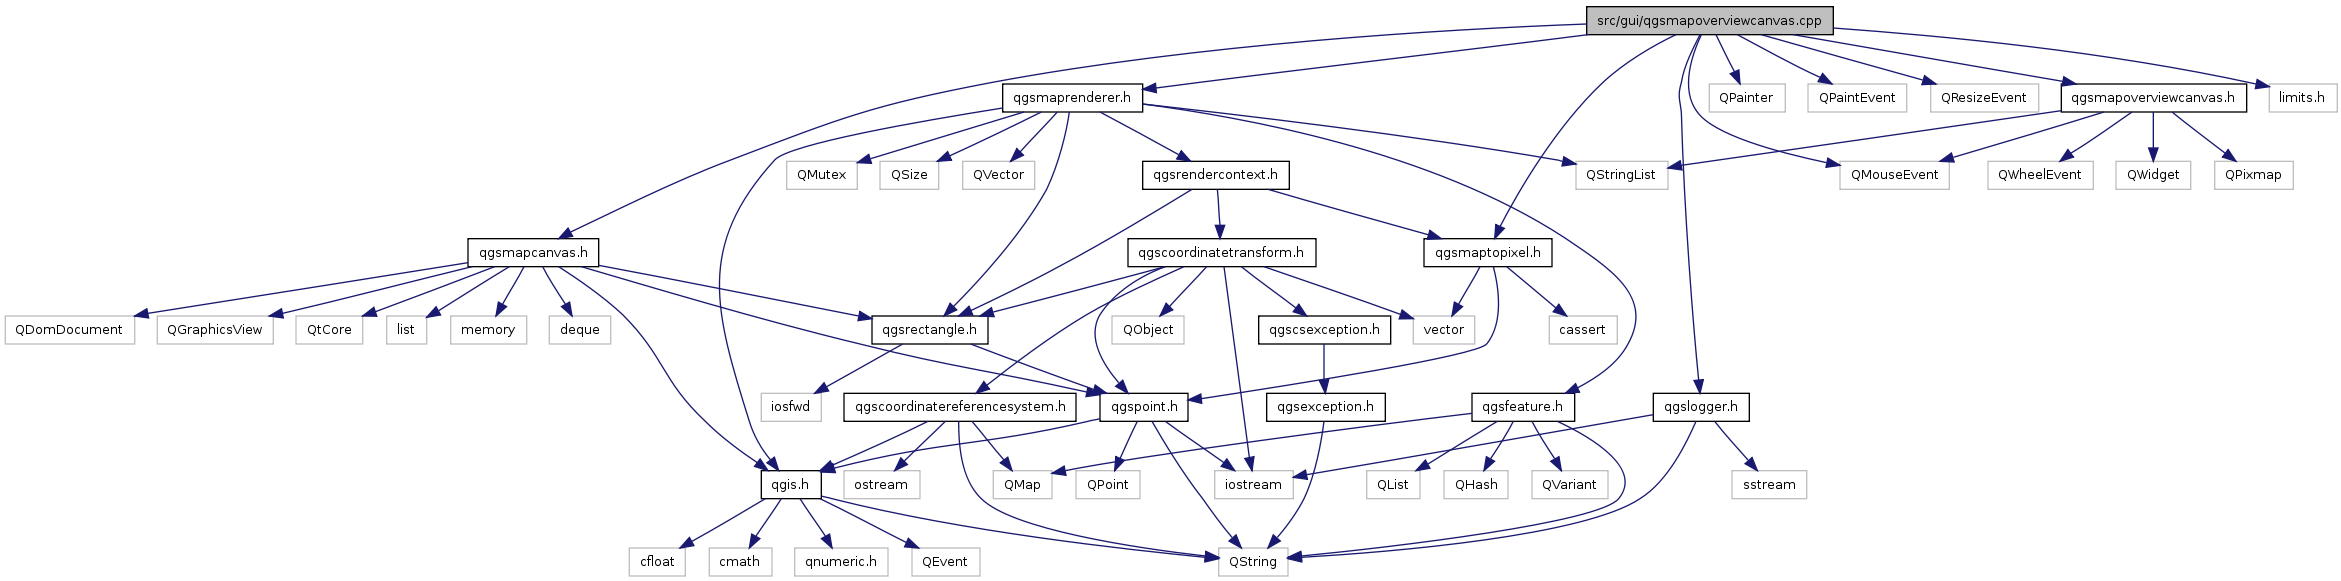 src/gui/qgsmapoverviewcanvas.cpp
qgsmaprenderer.h
QPainter
QPaintEvent
QResizeEvent
qgsmapoverviewcanvas.h
limits.h
QMutex
QSize
QVector
qgsrendercontext.h
QStringList
QMouseEvent
QWheelEvent
QWidget
QPixmap
qgsmapcanvas.h
qgscoordinatetransform.h
qgsmaptopixel.h
QDomDocument
QGraphicsView
QtCore
list
memory
deque
qgsrectangle.h
QObject
qgscsexception.h
vector
cassert
iosfwd
qgscoordinatereferencesystem.h
qgspoint.h
qgsexception.h
qgsfeature.h
qgslogger.h
qgis.h
ostream
QMap
QPoint
iostream
QList
QHash
QVariant
sstream
cfloat
cmath
qnumeric.h
QEvent
QString